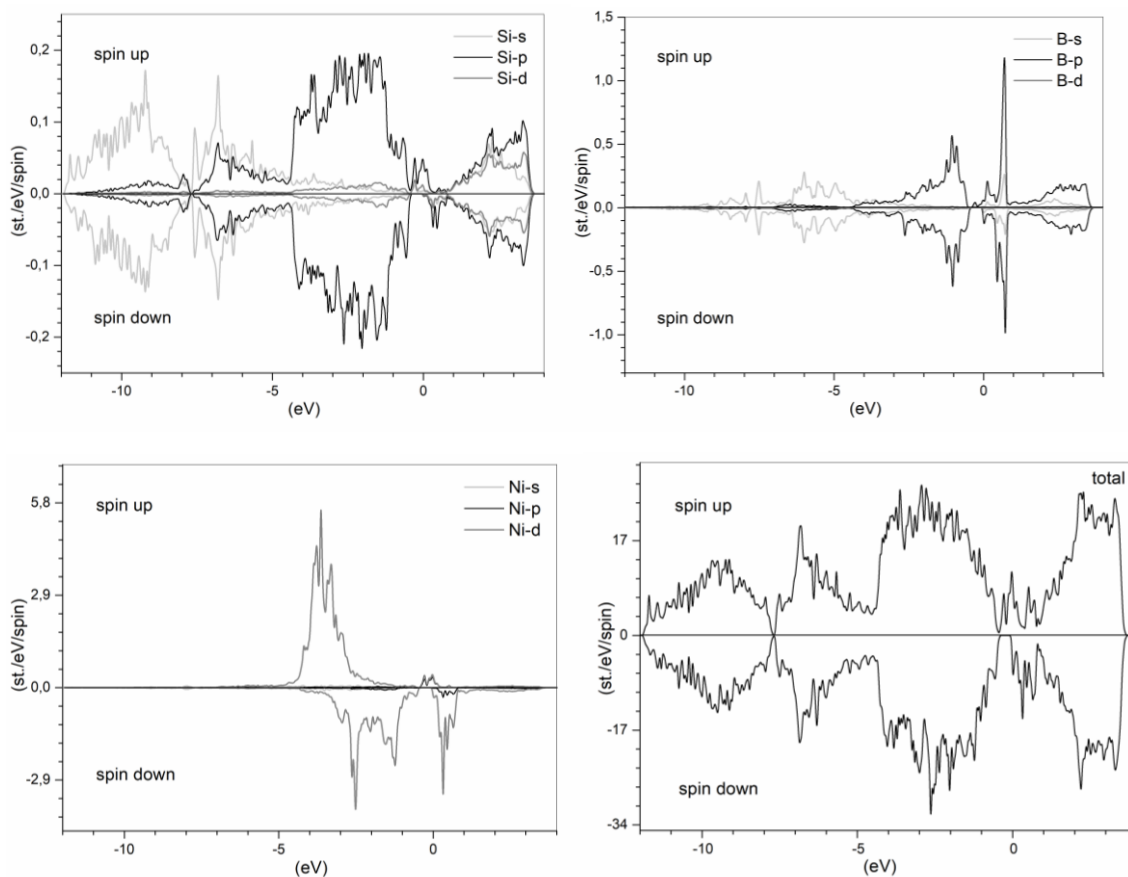 spin up
Si-s
Si-p
Si-d
0,2
0,1
0,0
-0,1
-0,2
(st./eV/spin)
spin down
-10
-5
0
(eV)
1,5
spin up
B-s
B-p
B-d
1,0
0,5
0,0
-0,5
-1,0
(st./eV/spin)
spin down
-10
-5
0
(eV)
spin up
Ni-s
Ni-p
Ni-d
5.8
2.9
0.0
-2.9
(st./eV/spin)
spin down
-10
-5
0
(eV)
total
spin up
17
0
-17
-34
(st./eV/spin)
spin down
-10
-5
0
(eV)